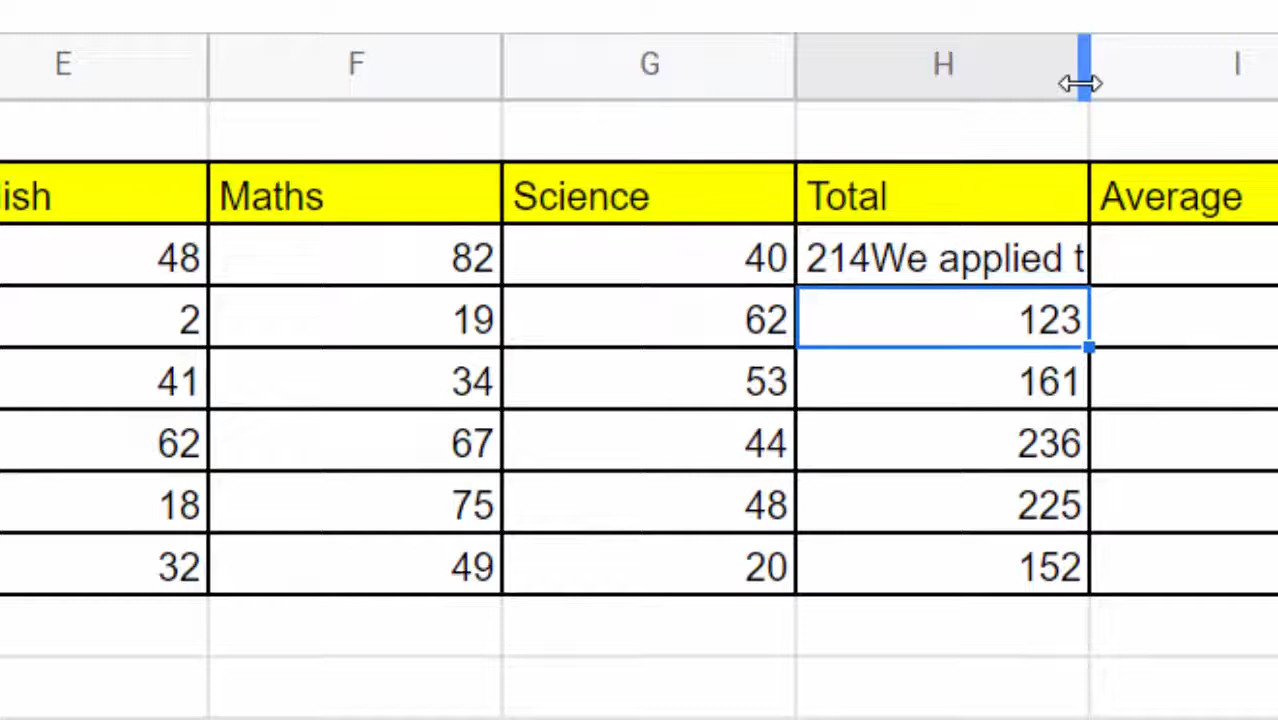 E F G H I
lish Maths Science Total Average
48 82 40 214We applied t
2 19 62 123
41 34 53 161
62 67 44 236
18 75 48 225
32 49 20 152